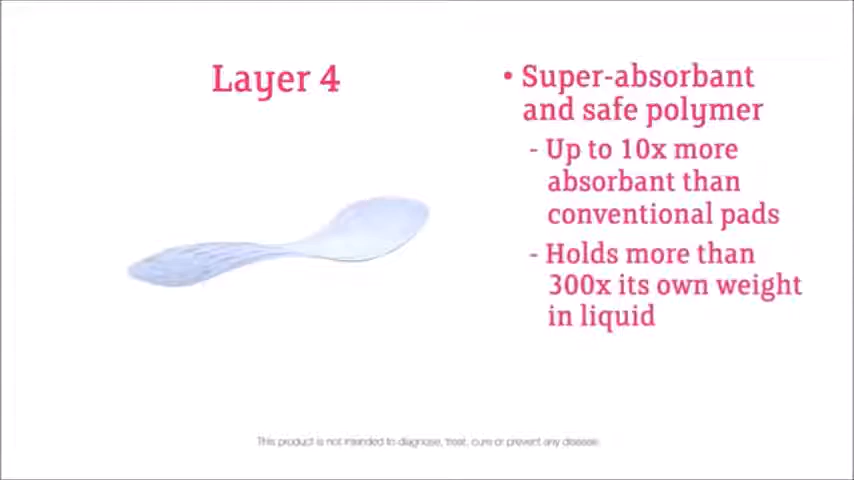 Layer 4
• Super-absorbant
and safe polymer
- Up to 10x more
absorbant than
conventional pads
- Holds more than
300x its own weight
in liquid
This product is not intended to diagnose, treat, cure or prevent any disease.